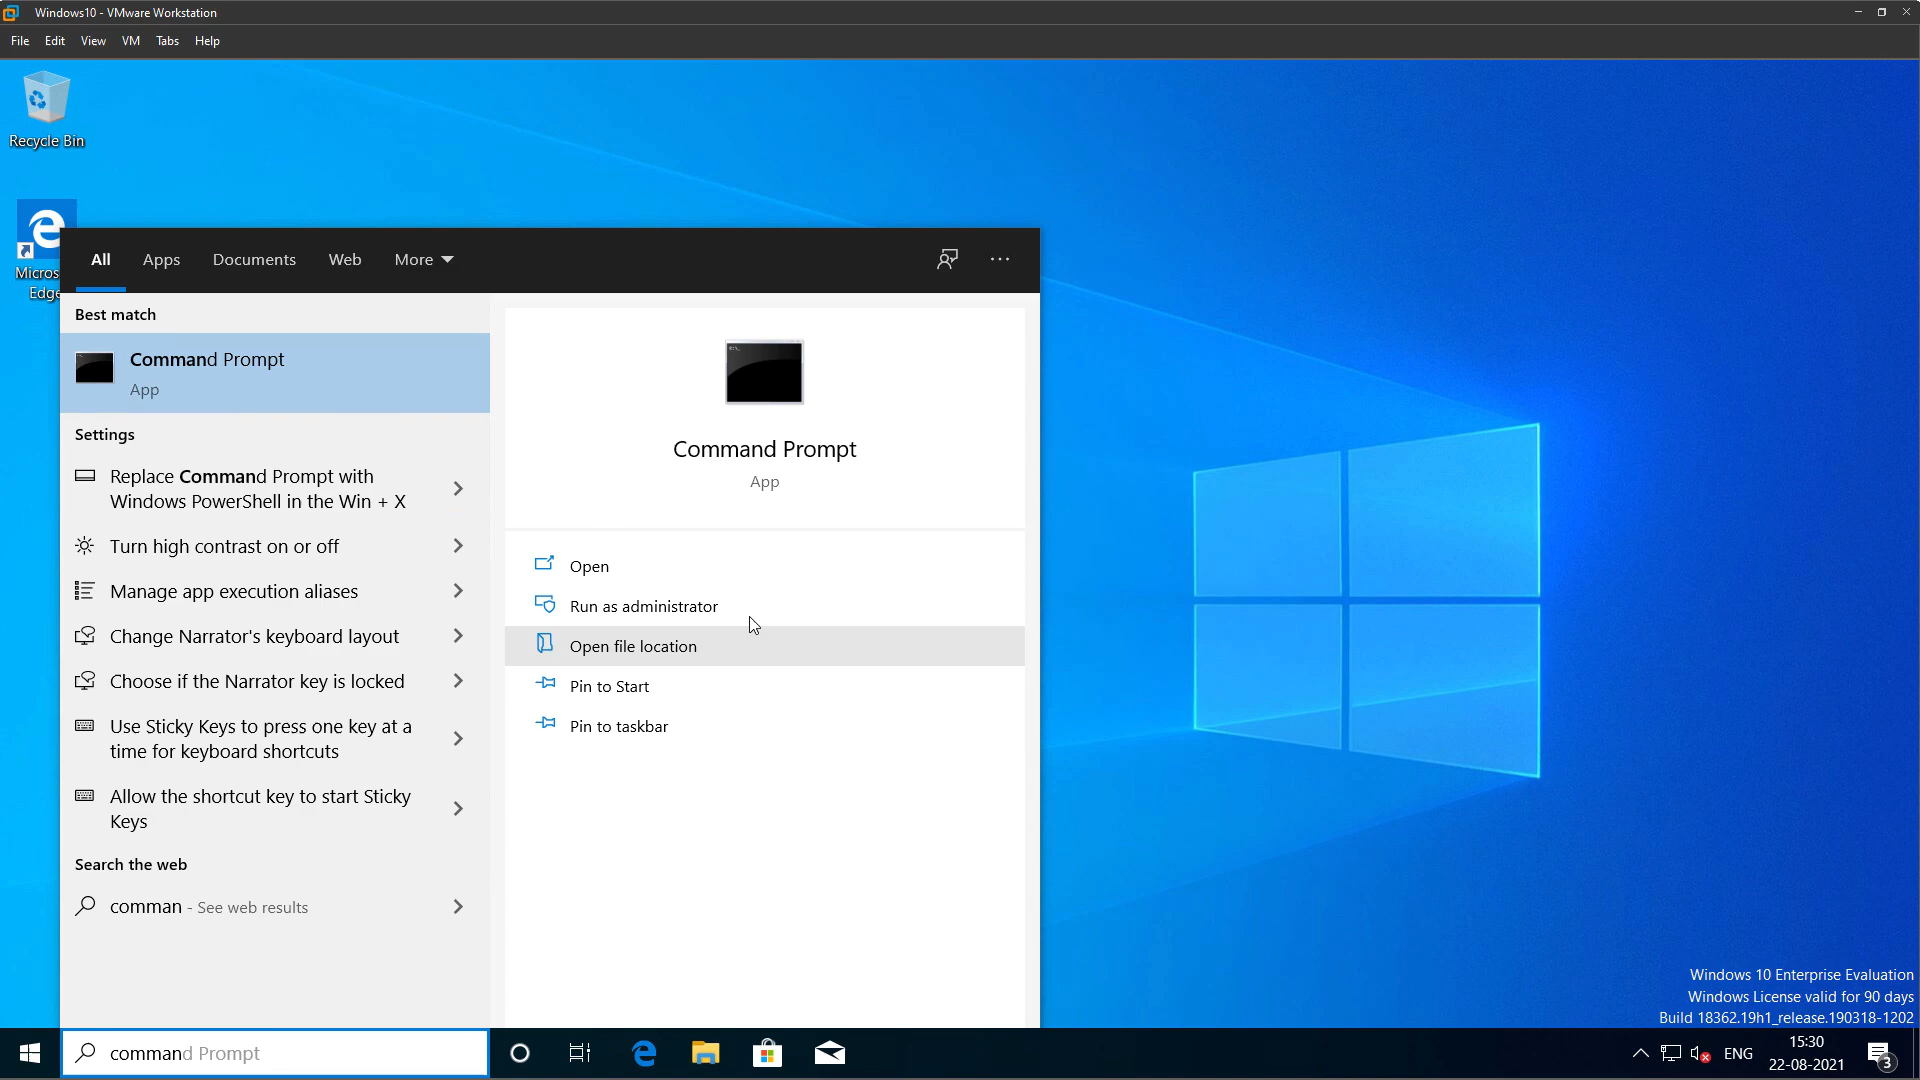 Windows10 - VMware Workstation
File Edit View VM Tabs Help
Recycle Bin
Micros
Edge
All Apps Documents Web More
Best match
Command Prompt
App
Settings
Replace Command Prompt with
Windows PowerShell in the Win + X
Turn high contrast on or off
Manage app execution aliases
Change Narrator's keyboard layout
Choose if the Narrator key is locked
Use Sticky Keys to press one key at a
time for keyboard shortcuts
Allow the shortcut key to start Sticky
Keys
Search the web
comman - See web results
Command Prompt
App
Open
Run as administrator
Open file location
Pin to Start
Pin to taskbar
Windows 10 Enterprise Evaluation
Windows License valid for 90 days
Build 18362.19h1_release.190318-1202
command Prompt
ENG
15:30
22-08-2021
3